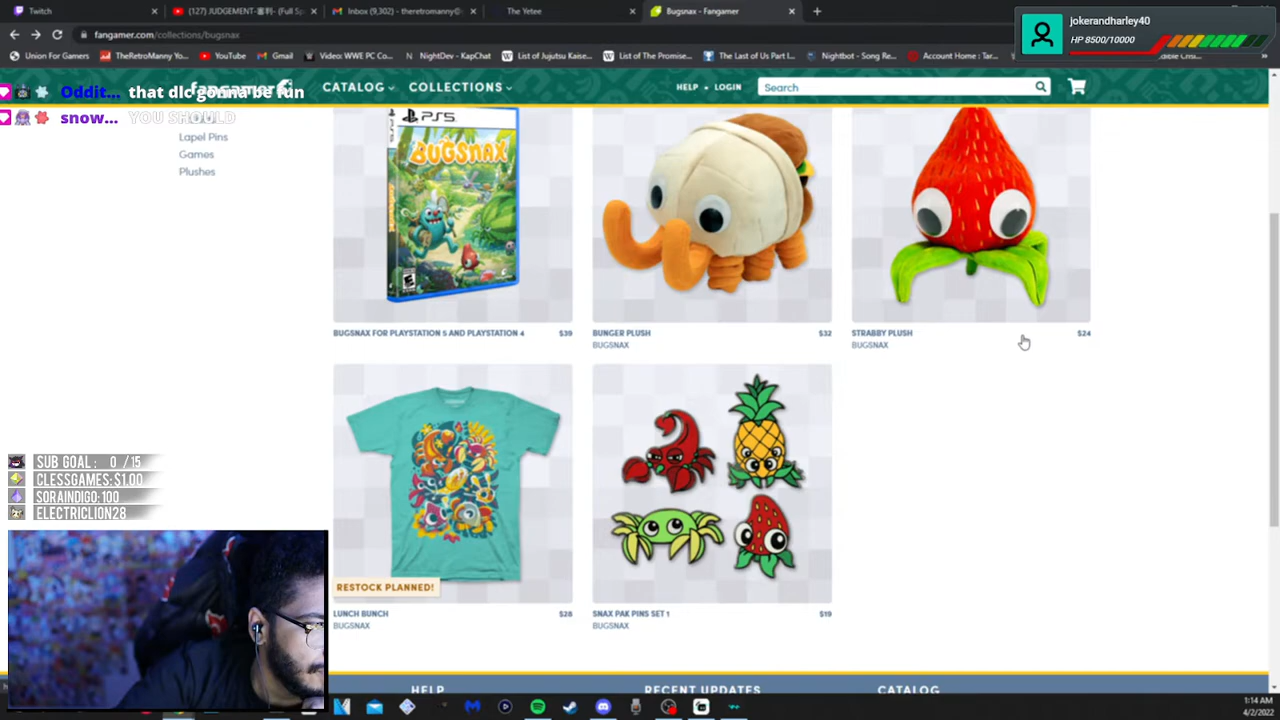 Twitch
(127) JUDGEMENT-審判- (Full Sp
Inbox (9,302) - theretromanny@
The Yetee
Bugsnax - Fangamer
jokerandharley40
HP 8500/10000
fangamer.com/collections/bugsnax
Union For Gamers
TheRetroManny Yo
YouTube
Gmail
Video: WWE PC Com
NightDev - KapChat
List of Jujutsu Kaise
List of The Promise
The Last of Us Part I
Nightbot - Song Re
Account Home : Tar
Oddit... that dlc gonna be fun
snow... YOU SHOULD
CATALOG
COLLECTIONS
HELP
LOGIN
Search
Lapel Pins
Games
Plushes
PS5
BUGSNAX
BUGSNAX FOR PLAYSTATION 5 AND PLAYSTATION 4 $39
BUNGER PLUSH $32
BUGSNAX
STRABBY PLUSH $24
BUGSNAX
RESTOCK PLANNED!
LUNCH BUNCH $28
BUGSNAX
SNAX PAK PINS SET 1 $19
BUGSNAX
SUB GOAL : 0 /15
CLESSGAMES:$1.00
SORAINDIGO:100
ELECTRICLION28
HELP
RECENT UPDATES
CATALOG
1:14 AM
4/2/2022